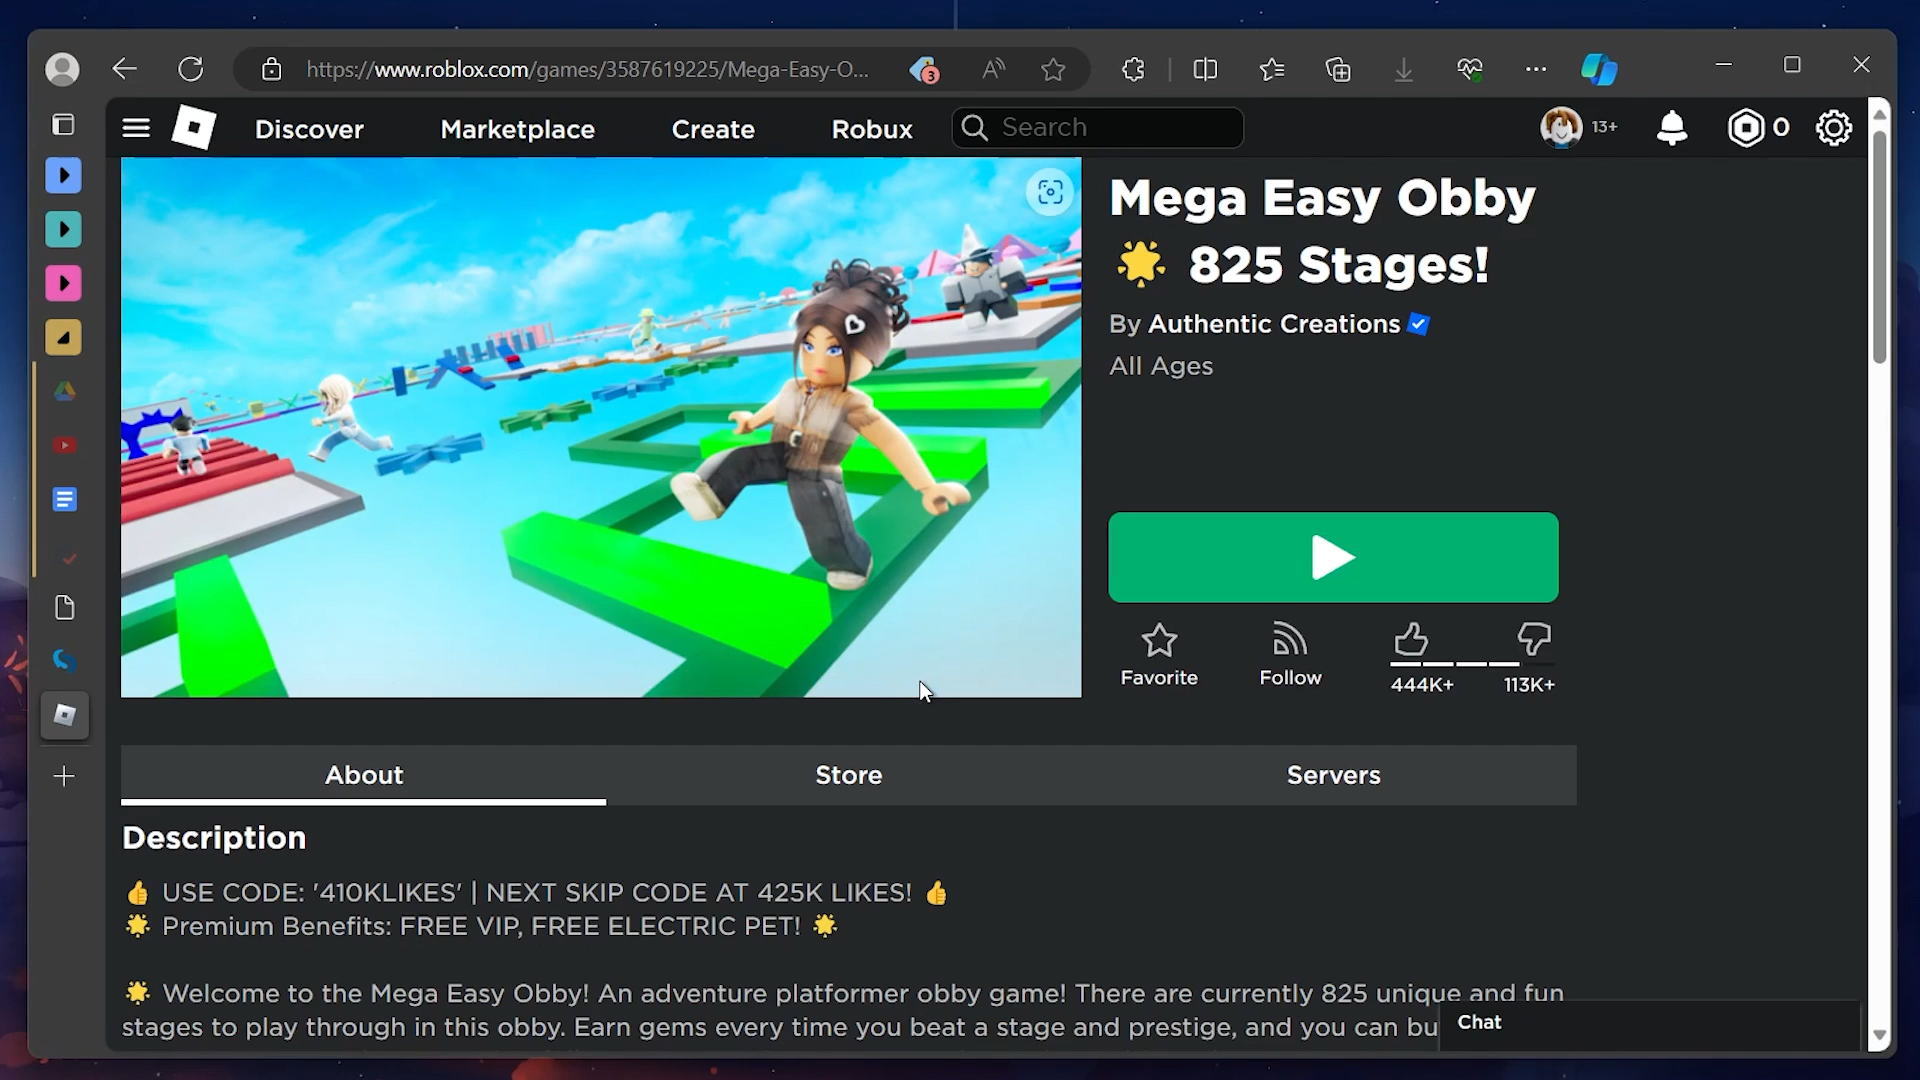 https://www.roblox.com/games/3587619225/Mega-Easy-O...
3
Discover
Marketplace
Create
Robux
Search
13+
0
Mega Easy Obby
🌟 825 Stages!
By Authentic Creations
All Ages
Favorite
Follow
444K+
113K+
About
Store
Servers
Description
👍 USE CODE: '410KLIKES' | NEXT SKIP CODE AT 425K LIKES! 👍
🌟 Premium Benefits: FREE VIP, FREE ELECTRIC PET! 🌟
🌟 Welcome to the Mega Easy Obby! An adventure platformer obby game! There are currently 825 unique and fun
stages to play through in this obby. Earn gems every time you beat a stage and prestige, and you can bu
Chat